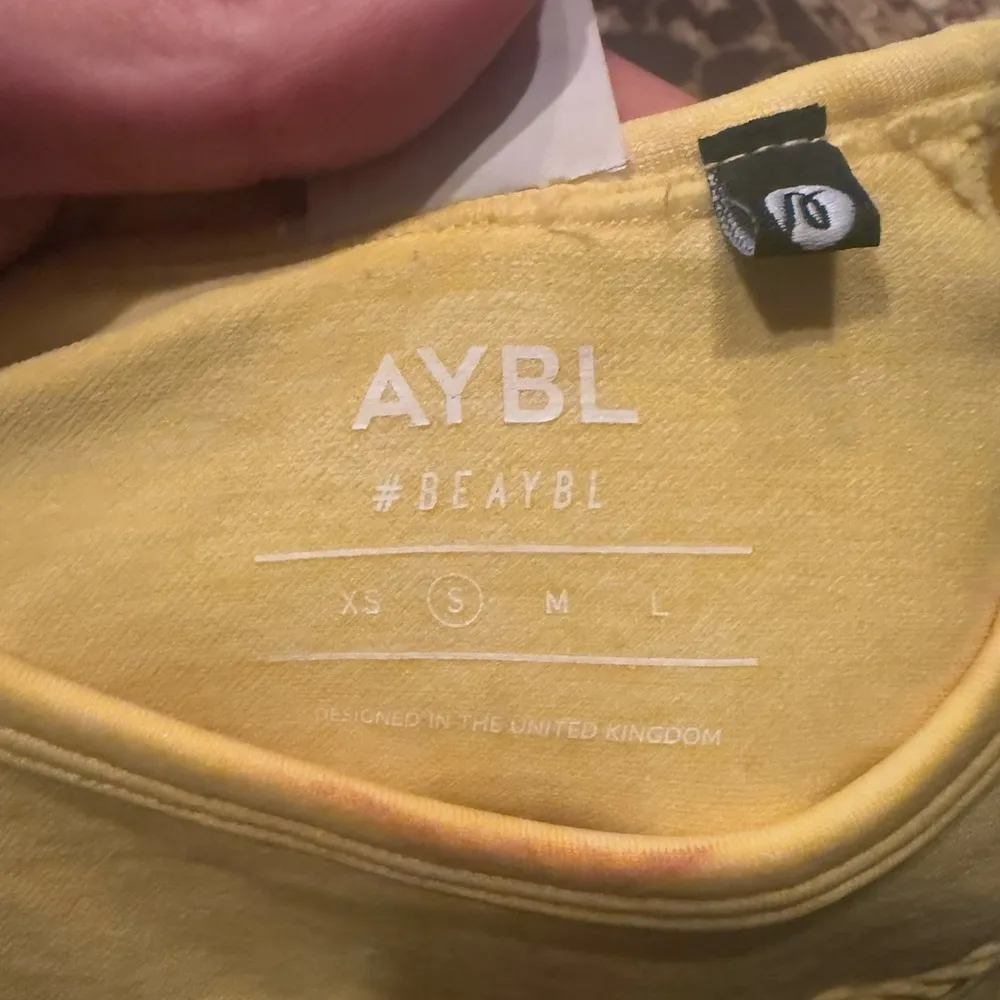 AYBL
#BEAYBL
XS S M L
DESIGNED IN THE UNITED KINGDOM